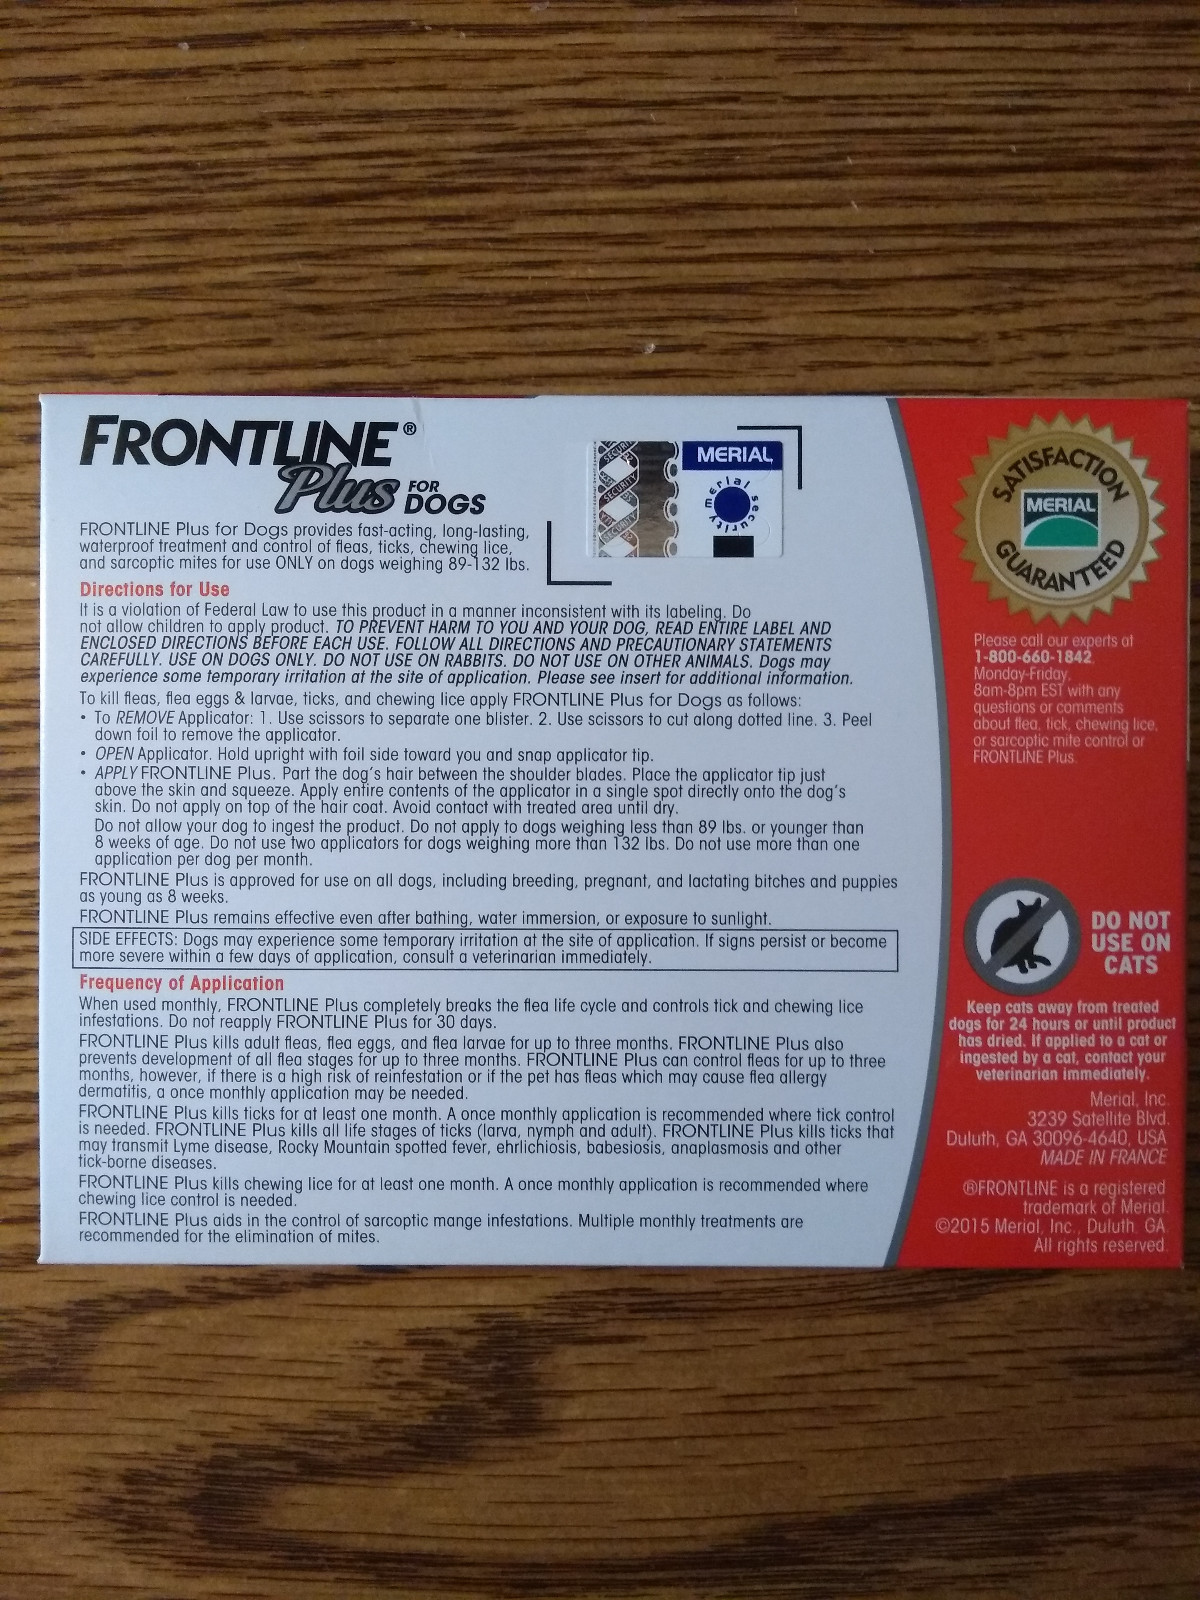 FRONTLINE®
Plus FOR
DOGS
FRONTLINE Plus for Dogs provides fast-acting, long-lasting,
waterproof treatment and control of fleas, ticks, chewing lice,
and sarcoptic mites for use ONLY on dogs weighing 89-132 lbs.
MERIAL
merial security
SECURITY
Directions for Use
It is a violation of Federal Law to use this product in a manner inconsistent with its labeling. Do
not allow children to apply product. TO PREVENT HARM TO YOU AND YOUR DOG, READ ENTIRE LABEL AND
ENCLOSED DIRECTIONS BEFORE EACH USE. FOLLOW ALL DIRECTIONS AND PRECAUTIONARY STATEMENTS
CAREFULLY. USE ON DOGS ONLY. DO NOT USE ON RABBITS. DO NOT USE ON OTHER ANIMALS. Dogs may
experience some temporary irritation at the site of application. Please see insert for additional information.
To kill fleas, flea eggs & larvae, ticks, and chewing lice apply FRONTLINE Plus for Dogs as follows:
• To REMOVE Applicator: 1. Use scissors to separate one blister. 2. Use scissors to cut along dotted line. 3. Peel
down foil to remove the applicator.
• OPEN Applicator. Hold upright with foil side toward you and snap applicator tip.
• APPLY FRONTLINE Plus. Part the dog's hair between the shoulder blades. Place the applicator tip just
above the skin and squeeze. Apply entire contents of the applicator in a single spot directly onto the dog's
skin. Do not apply on top of the hair coat. Avoid contact with treated area until dry.
Do not allow your dog to ingest the product. Do not apply to dogs weighing less than 89 lbs. or younger than
8 weeks of age. Do not use two applicators for dogs weighing more than 132 lbs. Do not use more than one
application per dog per month.
FRONTLINE Plus is approved for use on all dogs, including breeding, pregnant, and lactating bitches and puppies
as young as 8 weeks.
FRONTLINE Plus remains effective even after bathing, water immersion, or exposure to sunlight.
SIDE EFFECTS: Dogs may experience some temporary irritation at the site of application. If signs persist or become
more severe within a few days of application, consult a veterinarian immediately.
Frequency of Application
When used monthly, FRONTLINE Plus completely breaks the flea life cycle and controls tick and chewing lice
infestations. Do not reapply FRONTLINE Plus for 30 days.
FRONTLINE Plus kills adult fleas, flea eggs, and flea larvae for up to three months. FRONTLINE Plus also
prevents development of all flea stages for up to three months. FRONTLINE Plus can control fleas for up to three
months, however, if there is a high risk of reinfestation or if the pet has fleas which may cause flea allergy
dermatitis, a once monthly application may be needed.
FRONTLINE Plus kills ticks for at least one month. A once monthly application is recommended where tick control
is needed. FRONTLINE Plus kills all life stages of ticks (larva, nymph and adult). FRONTLINE Plus kills ticks that
may transmit Lyme disease, Rocky Mountain spotted fever, ehrlichiosis, babesiosis, anaplasmosis and other
tick-borne diseases.
FRONTLINE Plus kills chewing lice for at least one month. A once monthly application is recommended where
chewing lice control is needed.
FRONTLINE Plus aids in the control of sarcoptic mange infestations. Multiple monthly treatments are
recommended for the elimination of mites.
SATISFACTION
MERIAL
GUARANTEED
Please call our experts at
1-800-660-1842,
Monday-Friday,
8am-8pm EST with any
questions or comments
about flea, tick, chewing lice,
or sarcoptic mite control or
FRONTLINE Plus.
DO NOT
USE ON
CATS
Keep cats away from treated
dogs for 24 hours or until product
has dried. If applied to a cat or
ingested by a cat, contact your
veterinarian immediately.
Merial, Inc.
3239 Satellite Blvd.
Duluth, GA 30096-4640, USA
MADE IN FRANCE
®FRONTLINE is a registered
trademark of Merial.
©2015 Merial, Inc., Duluth, GA.
All rights reserved.